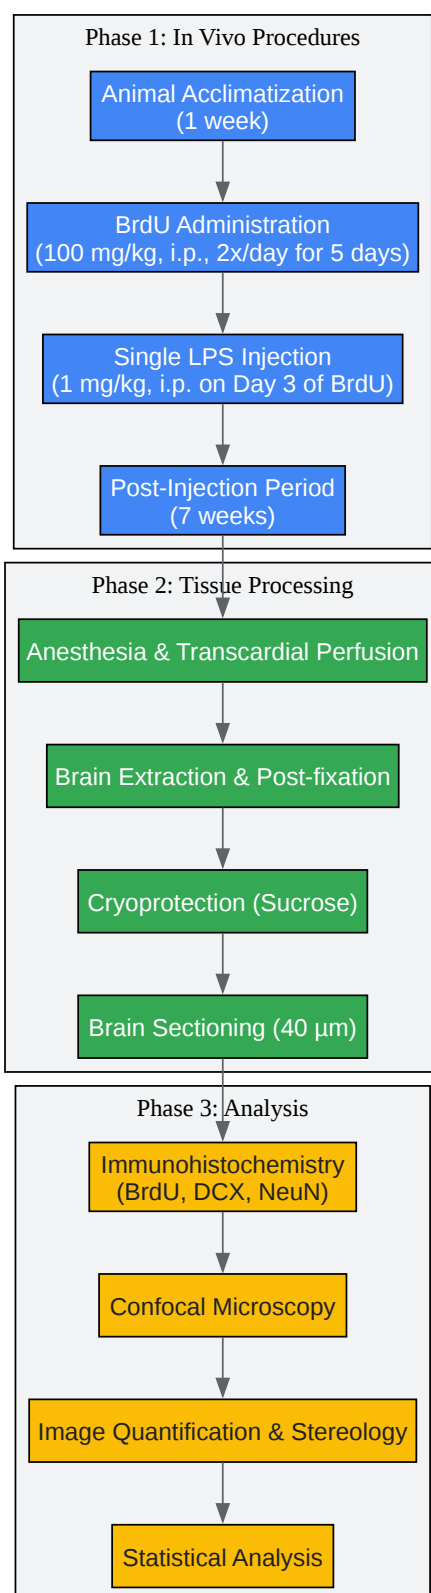 Phase 1: In Vivo Procedures
Animal Acclimatization
(1 week)
BrdU Administration
(100 mg/kg, i.p., 2x/day for 5 days)
Single LPS Injection
(1 mg/kg, i.p. on Day 3 of BrdU)
Post-Injection Period
(7 weeks)
Phase 2: Tissue Processing
Anesthesia & Transcardial Perfusion
Brain Extraction & Post-fixation
Cryoprotection (Sucrose)
Brain Sectioning (40 µm)
Phase 3: Analysis
Immunohistochemistry
(BrdU, DCX, NeuN)
Confocal Microscopy
Image Quantification & Stereology
Statistical Analysis